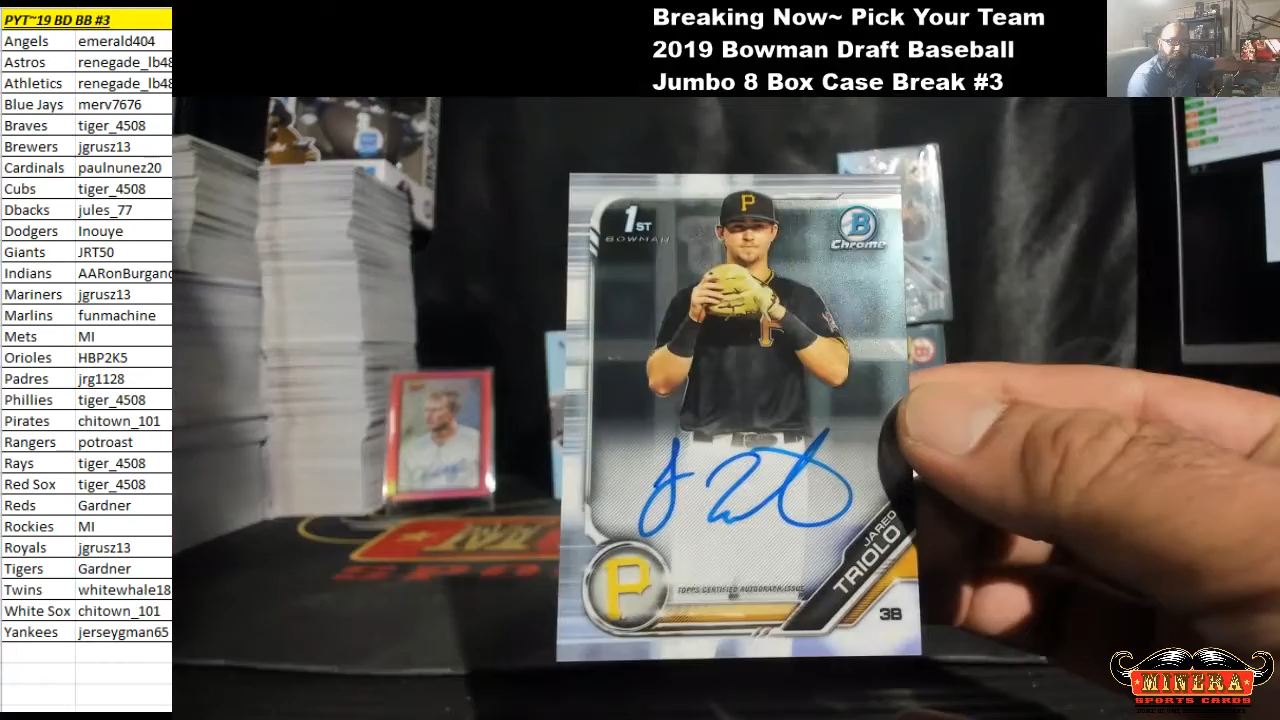 PYT~19 BD BB #3
Angels emerald404
Astros renegade_lb48
Athletics renegade_lb48
Blue Jays merv7676
Braves tiger_4508
Brewers jgrusz13
Cardinals paulnunez20
Cubs tiger_4508
Dbacks jules_77
Dodgers Inouye
Giants JRT50
Indians AARonBurgand
Mariners jgrusz13
Marlins funmachine
Mets MI
Orioles HBP2K5
Padres jrg1128
Phillies tiger_4508
Pirates chitown_101
Rangers potroast
Rays tiger_4508
Red Sox tiger_4508
Reds Gardner
Rockies MI
Royals jgrusz13
Tigers Gardner
Twins whitewhale18
White Sox chitown_101
Yankees jerseygman65
Breaking Now~ Pick Your Team
2019 Bowman Draft Baseball
Jumbo 8 Box Case Break #3
1ST
BOWMAN
P
B
Chrome
P
TOPPS CERTIFIED AUTOGRAPH ISSUE
JARED
TRIOLO
3B
MINERA
SPORTS CARDS